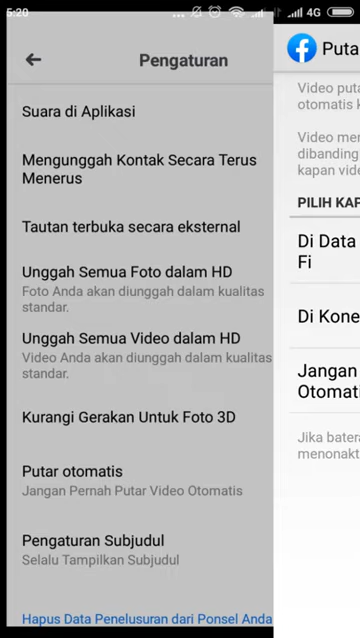 5:20
4G
Pengaturan
Suara di Aplikasi
Mengunggah Kontak Secara Terus
Menerus
Tautan terbuka secara eksternal
Unggah Semua Foto dalam HD
Foto Anda akan diunggah dalam kualitas
standar.
Unggah Semua Video dalam HD
Video Anda akan diunggah dalam kualitas
standar.
Kurangi Gerakan Untuk Foto 3D
Putar otomatis
Jangan Pernah Putar Video Otomatis
Pengaturan Subjudul
Selalu Tampilkan Subjudul
Hapus Data Penelusuran dari Ponsel Anda
Puta
Video puta
otomatis k
Video mer
dibanding
kapan vide
PILIH KAP
Di Data
Fi
Di Kone
Jangan
Otomati
Jika batera
menonakt